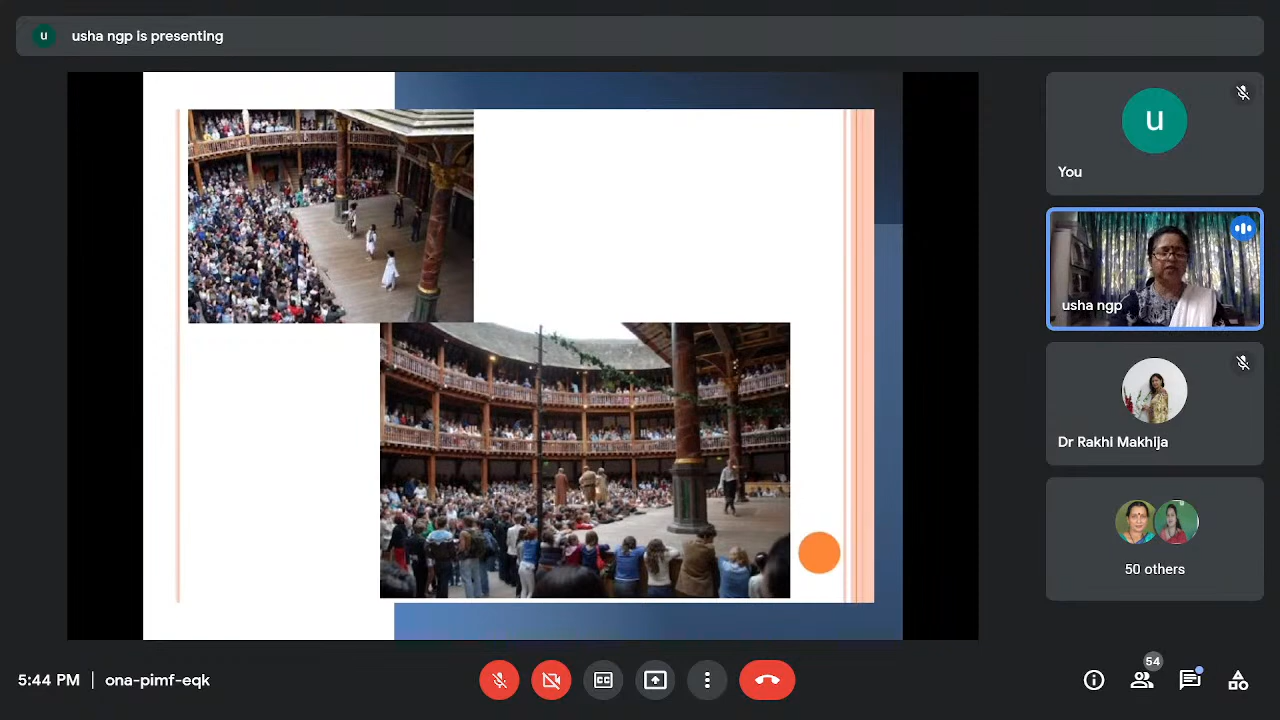 u
usha ngp is presenting
u
You
usha ngp
Dr Rakhi Makhija
50 others
5:44 PM
ona-pimf-eqk
54